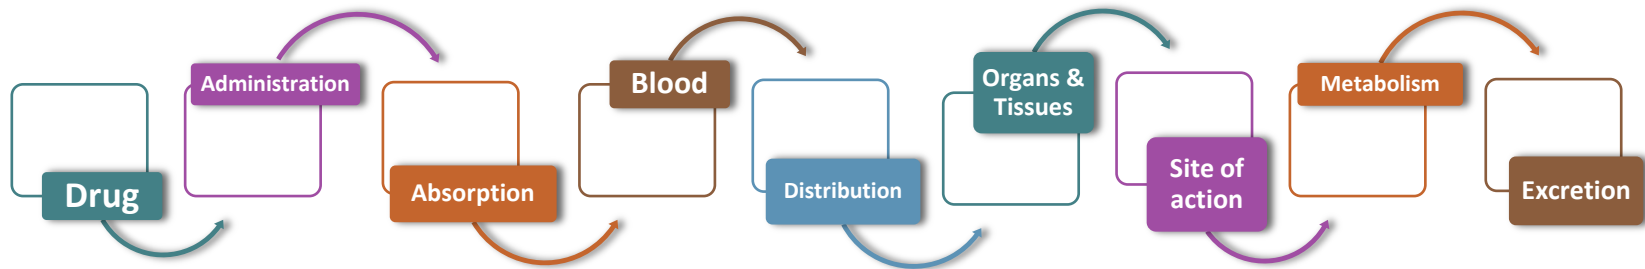 Drug
Administration
Absorption
Blood
Distribution
Organs &
Tissues
Site of
action
Metabolism
Excretion